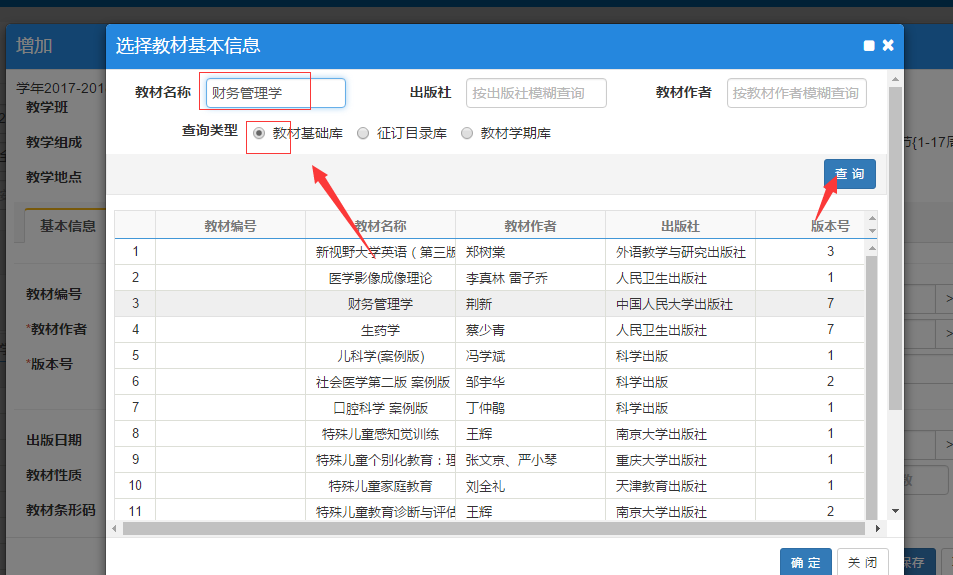 增加
选择教材基本信息
学年2017-201
教学班
教学组成
教学地点
基本信息
教材编号
*教材作者
*版本号
出版日期
教材性质
教材条形码
教材名称 财务管理学 出版社 按出版社模糊查询 教材作者 按教材作者模糊查询
查询类型 教材基础库 征订目录库 教材学期库
节{1-17周
查 询
教材编号 教材名称 教材作者 出版社 版本号
1 新视野大学英语（第三版 郑树棠 外语教学与研究出版社 3
2 医学影像成像理论 李真林 雷子乔 人民卫生出版社 1
3 财务管理学 荆新 中国人民大学出版社 7
4 生药学 蔡少青 人民卫生出版社 7
5 儿科学(案例版) 冯学斌 科学出版 1
6 社会医学第二版 案例版 邹宇华 科学出版 2
7 口腔科学 案例版 丁仲鹃 科学出版 1
8 特殊儿童感知觉训练 王辉 南京大学出版社 1
9 特殊儿童个别化教育：理 张文京、严小琴 重庆大学出版社 1
10 特殊儿童家庭教育 刘全礼 天津教育出版社 1
11 特殊儿童教育诊断与评估 王辉 南京大学出版社 2
确 定 关 闭 保存